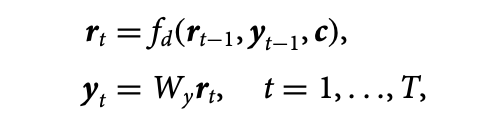 r_t = f_d(r_{t−1}, y_{t−1}, c),
y_t = W_y r_t, t = 1, . . . , T,